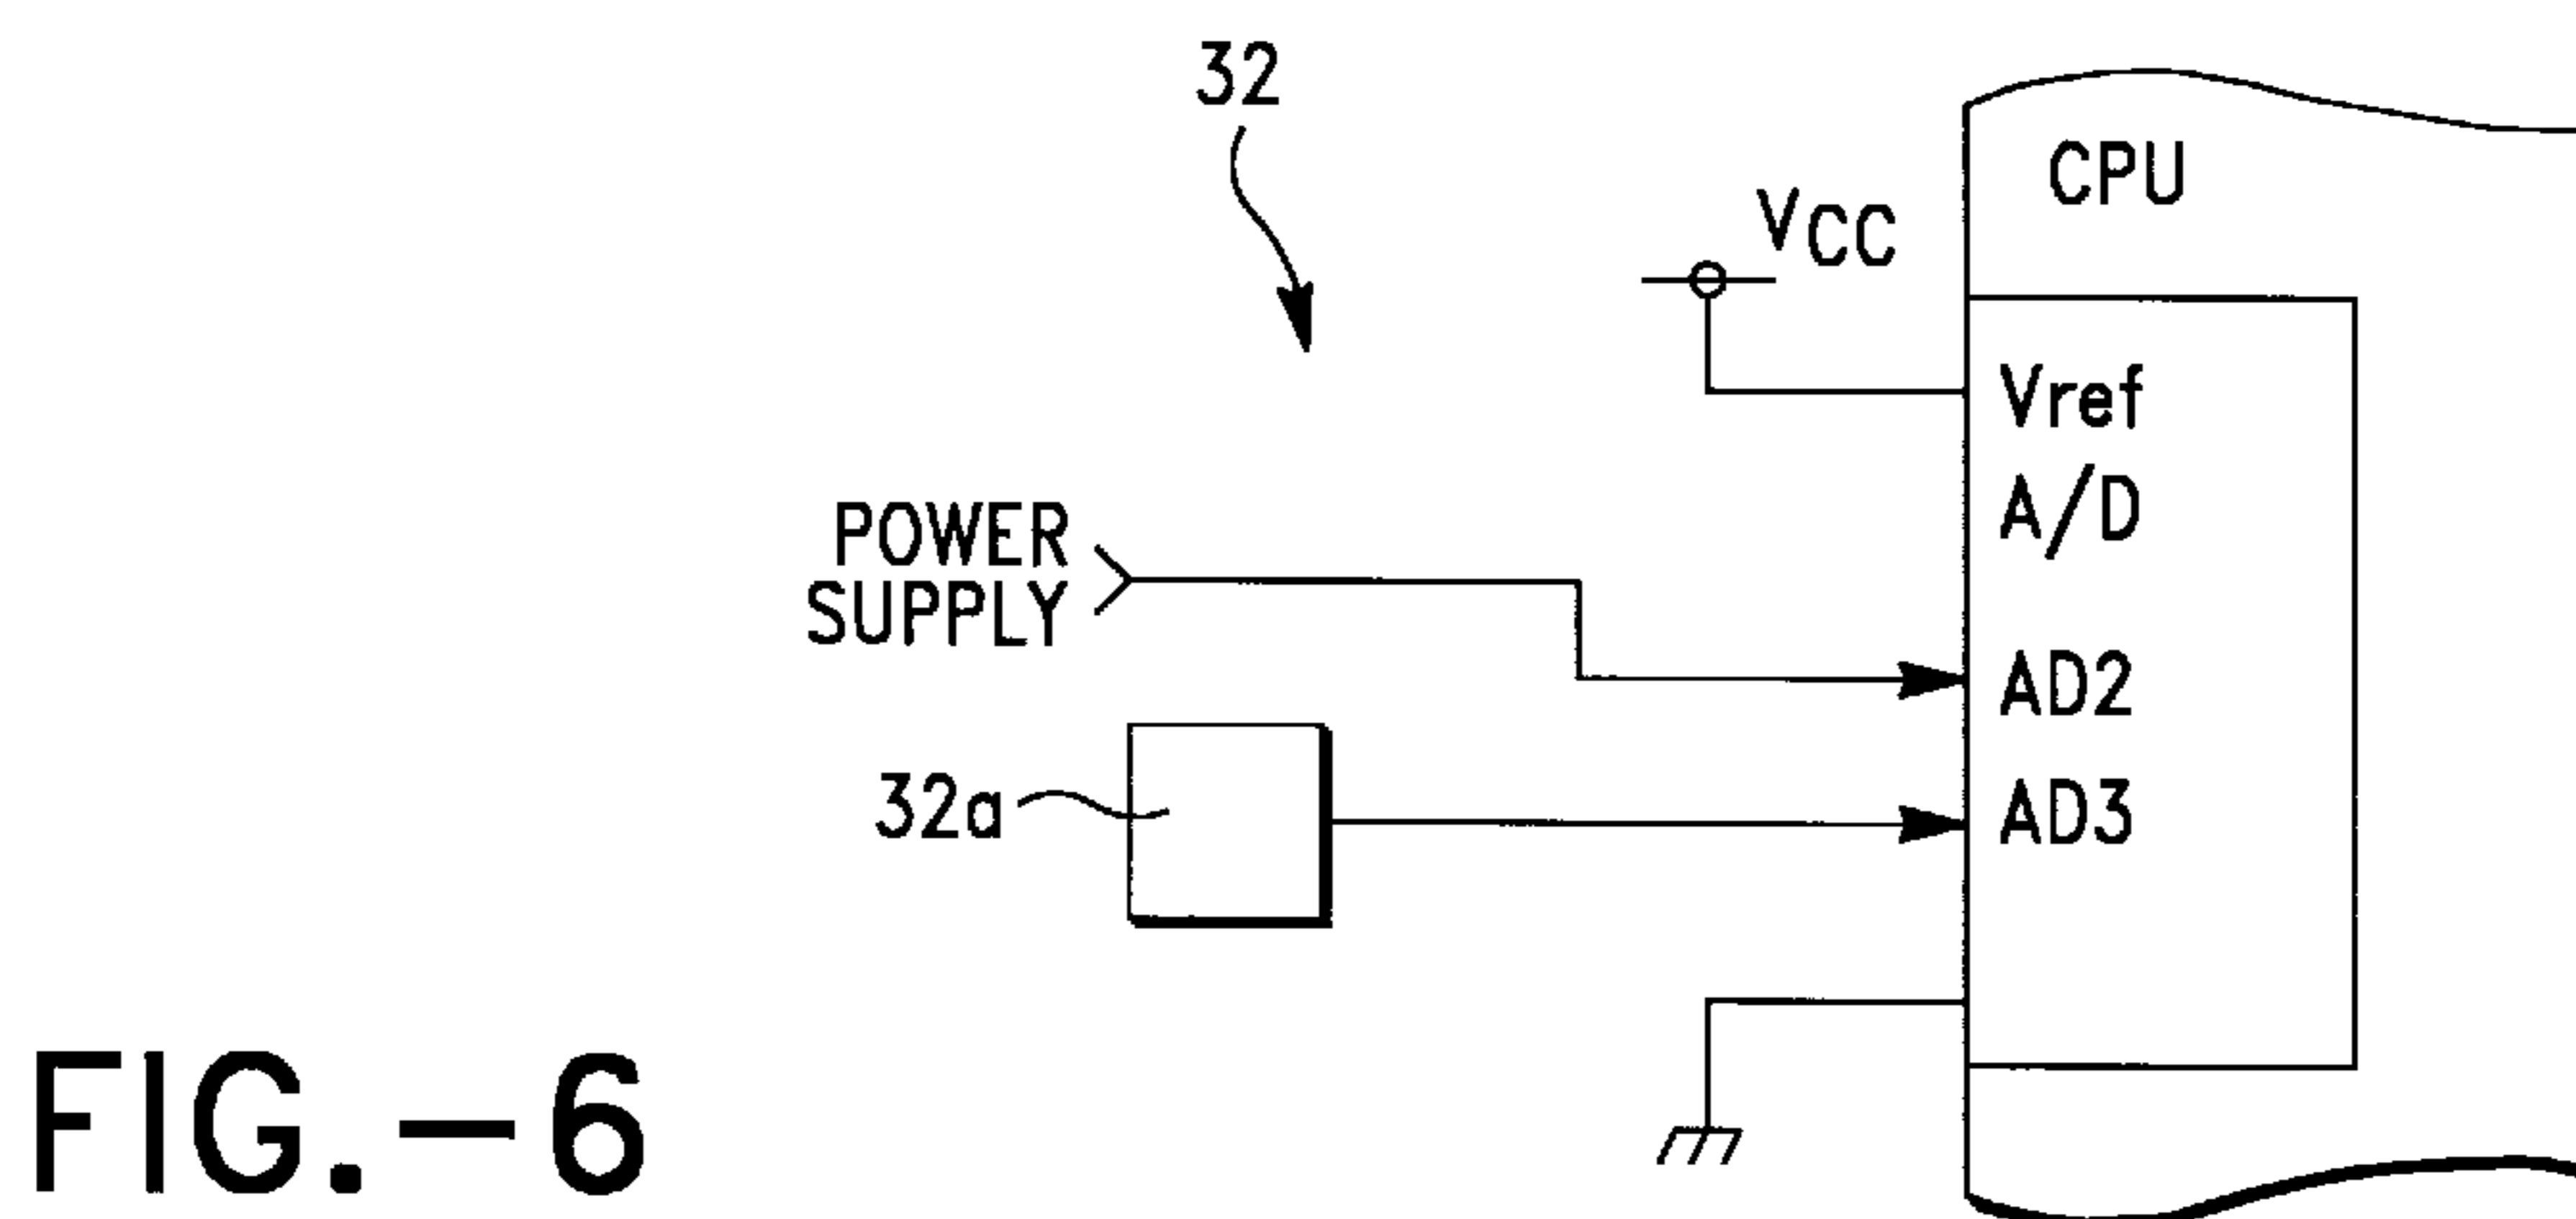 32
CPU
VCC
Vref
A/D
POWER
SUPPLY
AD2
32a
AD3
FIG.-6